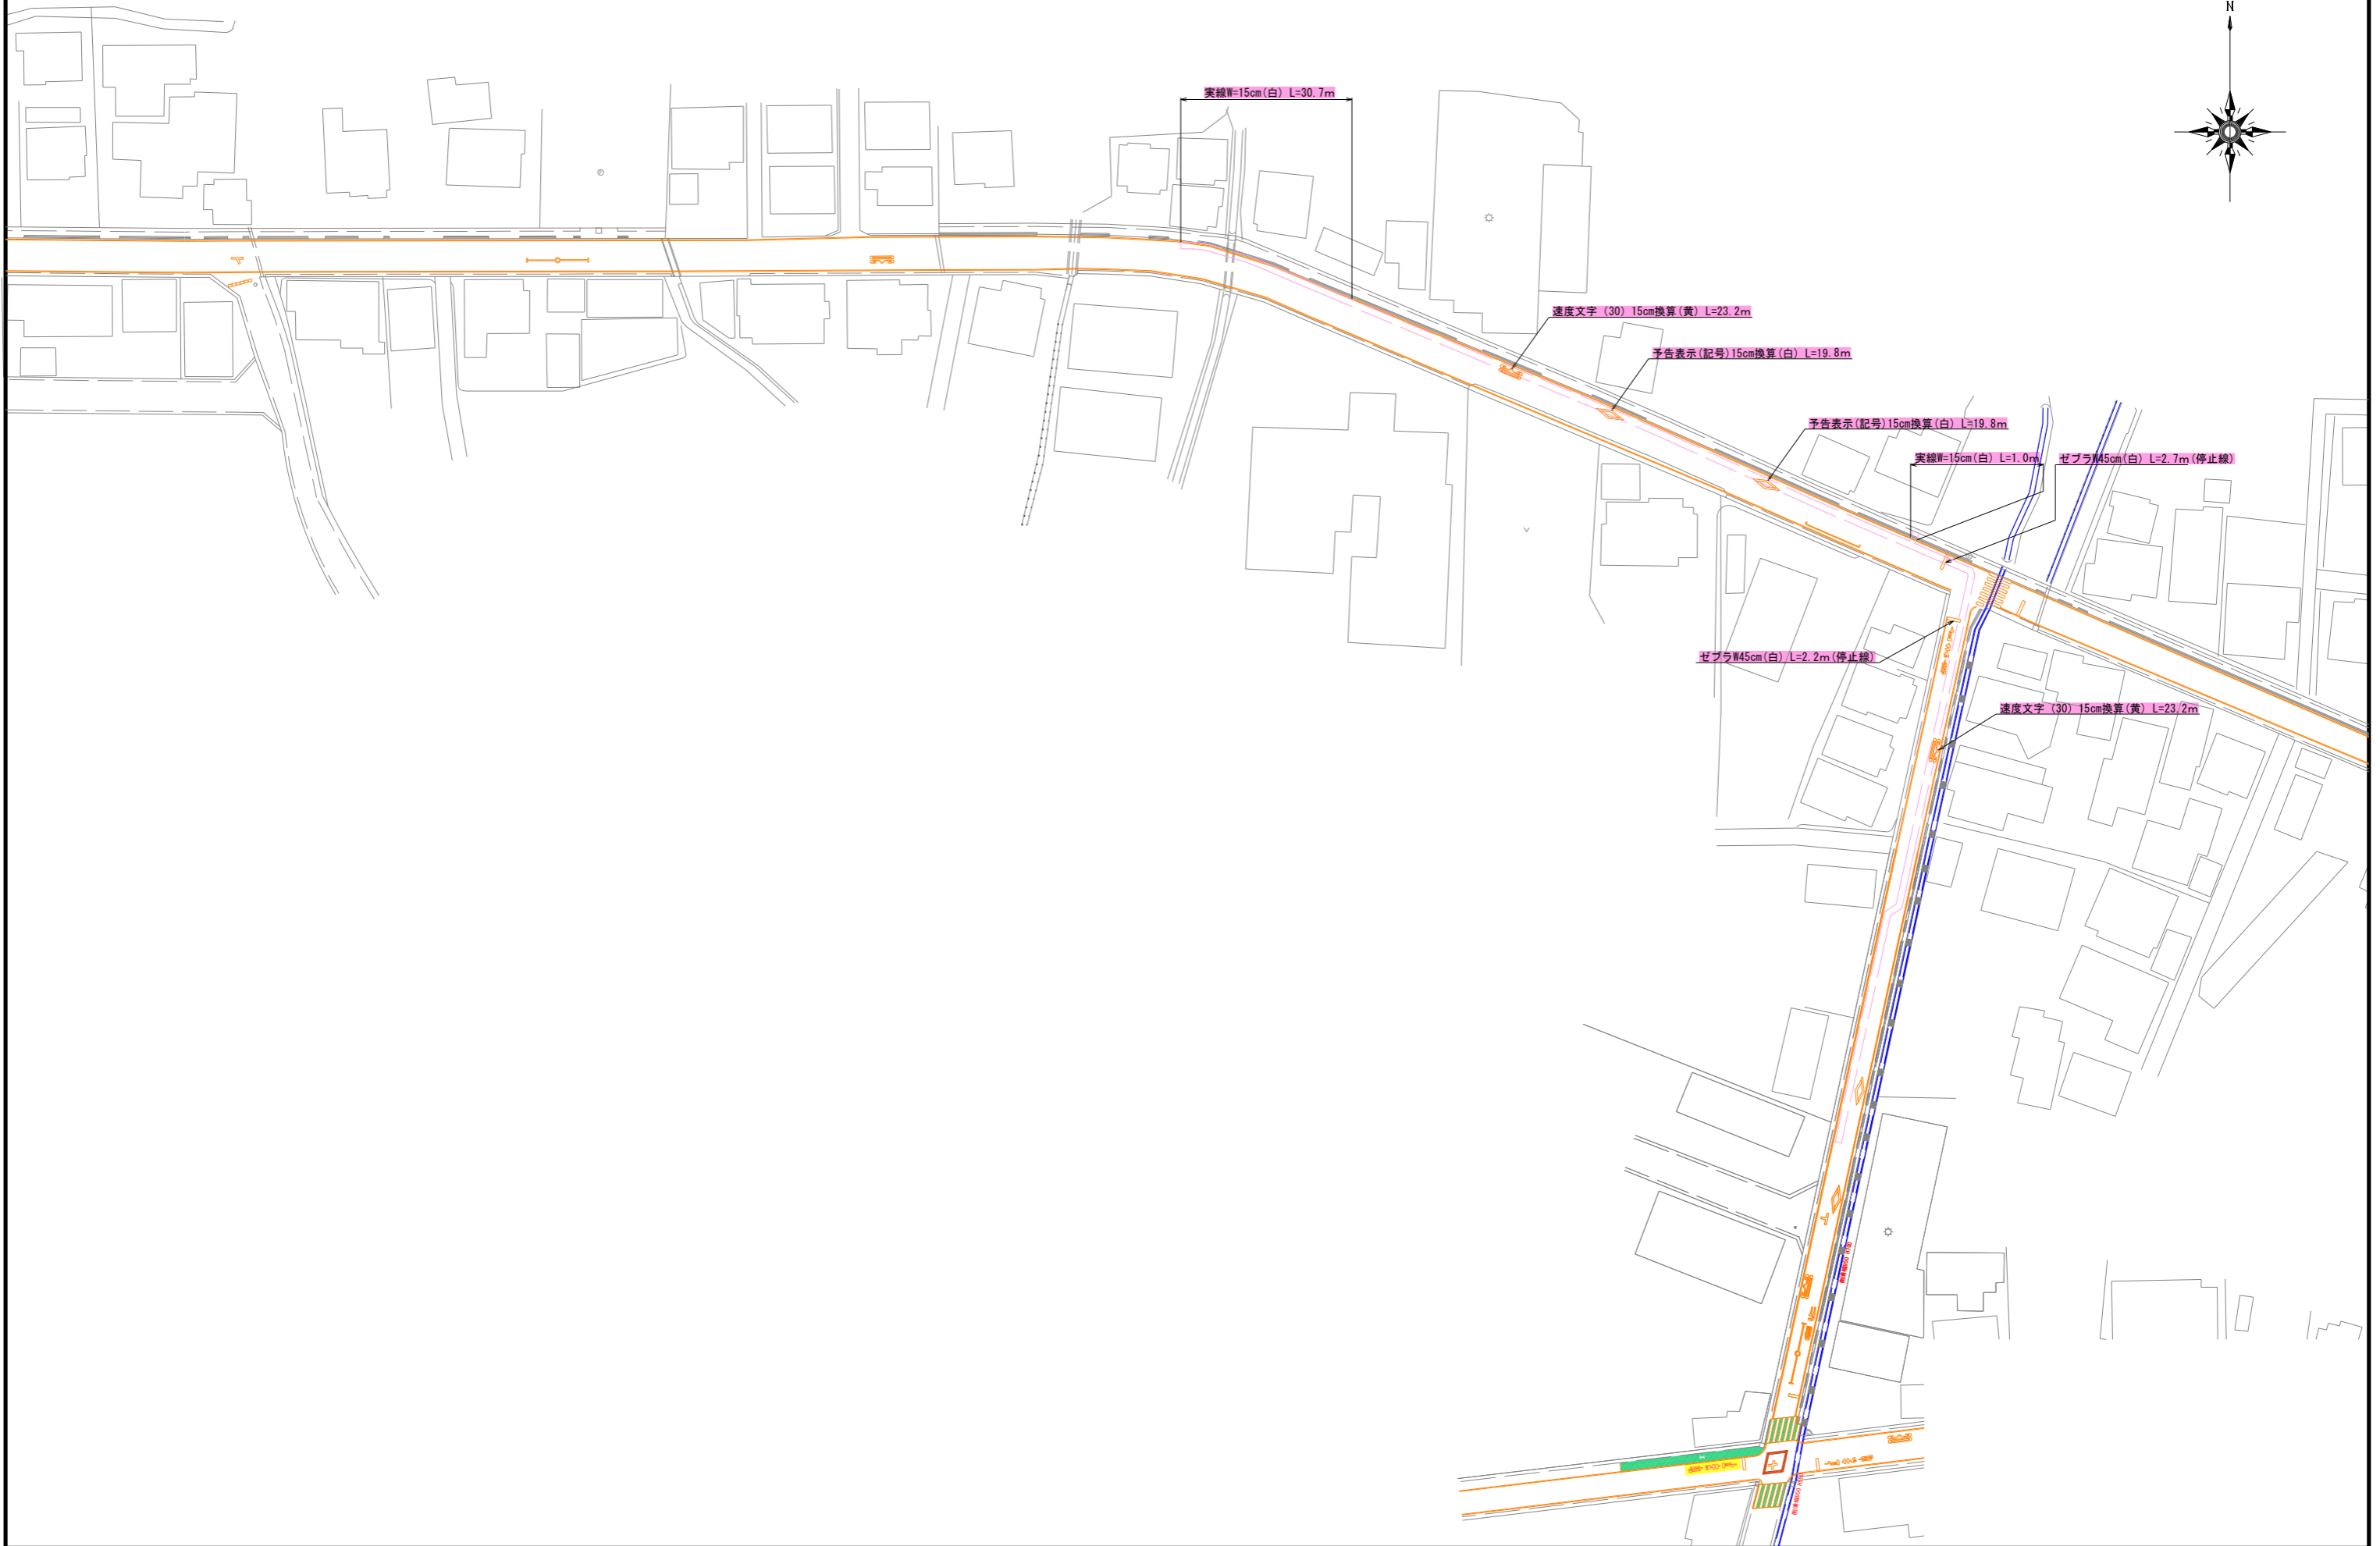 N
実線W=15cm(白) L=30.7m
速度文字 (30) 15cm換算(黄) L=23.2m
予告表示(記号)15cm換算(白) L=19.8m
予告表示(記号)15cm換算(白) L=19.8m
実線W=15cm(白) L=1.0m
ゼブラW45cm(白) L=2.7m(停止線)
ゼブラW45cm(白) L=2.2m(停止線)
速度文字 (30) 15cm換算(黄) L=23.2m